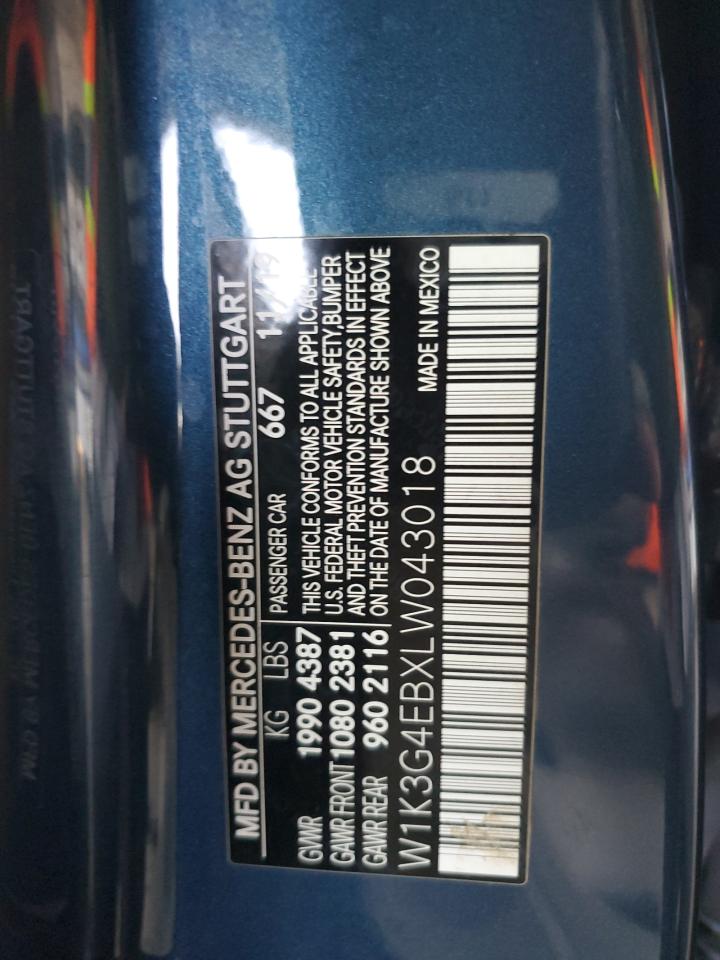 MFD BY MERCEDES-BENZ AG STUTTGART
KG LBS PASSENGER CAR 667 11/19
GVWR 1990 4387
GAWR FRONT 1080 2381
GAWR REAR 960 2116
THIS VEHICLE CONFORMS TO ALL APPLICABLE
U.S. FEDERAL MOTOR VEHICLE SAFETY,BUMPER
AND THEFT PREVENTION STANDARDS IN EFFECT
ON THE DATE OF MANUFACTURE SHOWN ABOVE
W1K3G4EBXLW043018 MADE IN MEXICO